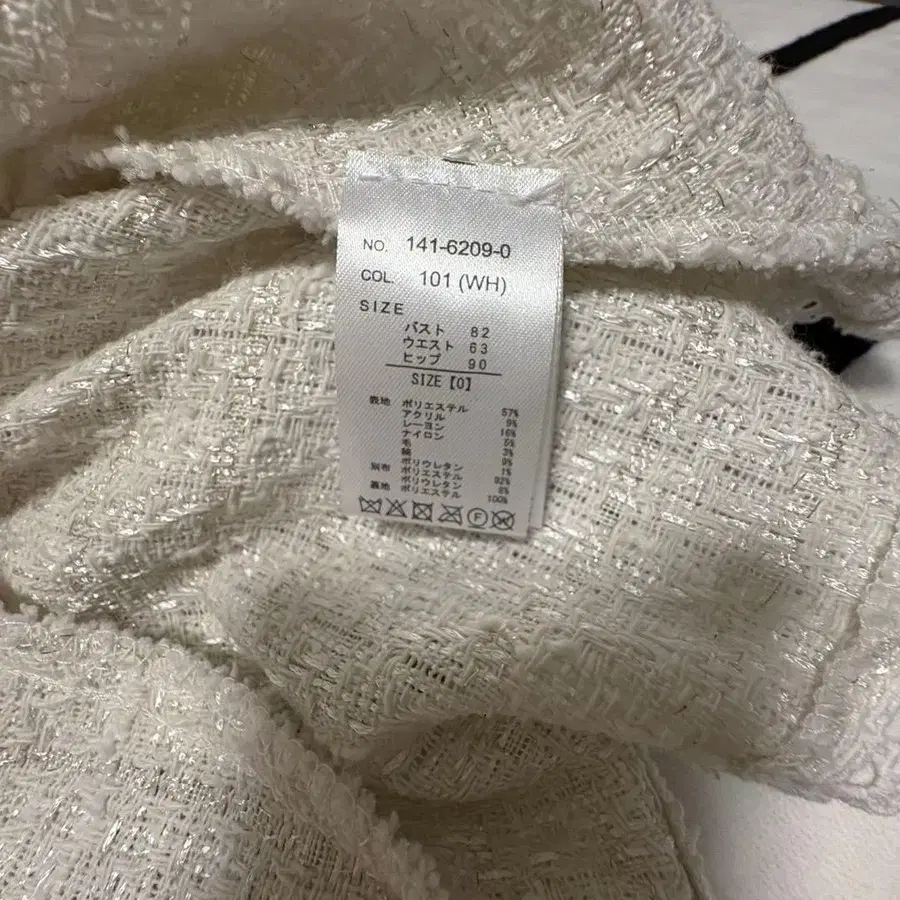 NO. 141-6209-0
COL. 101 (WH)
SIZE
バスト 82
ウエスト 63
ヒップ 90
SIZE【0】
表地 ポリエステル 57%
アクリル 9%
レーヨン 16%
ナイロン 5%
毛 3%
綿 9%
ポリウレタン 1%
別布 ポリエステル 92%
ポリウレタン 8%
裏地 ポリエステル 100%
F